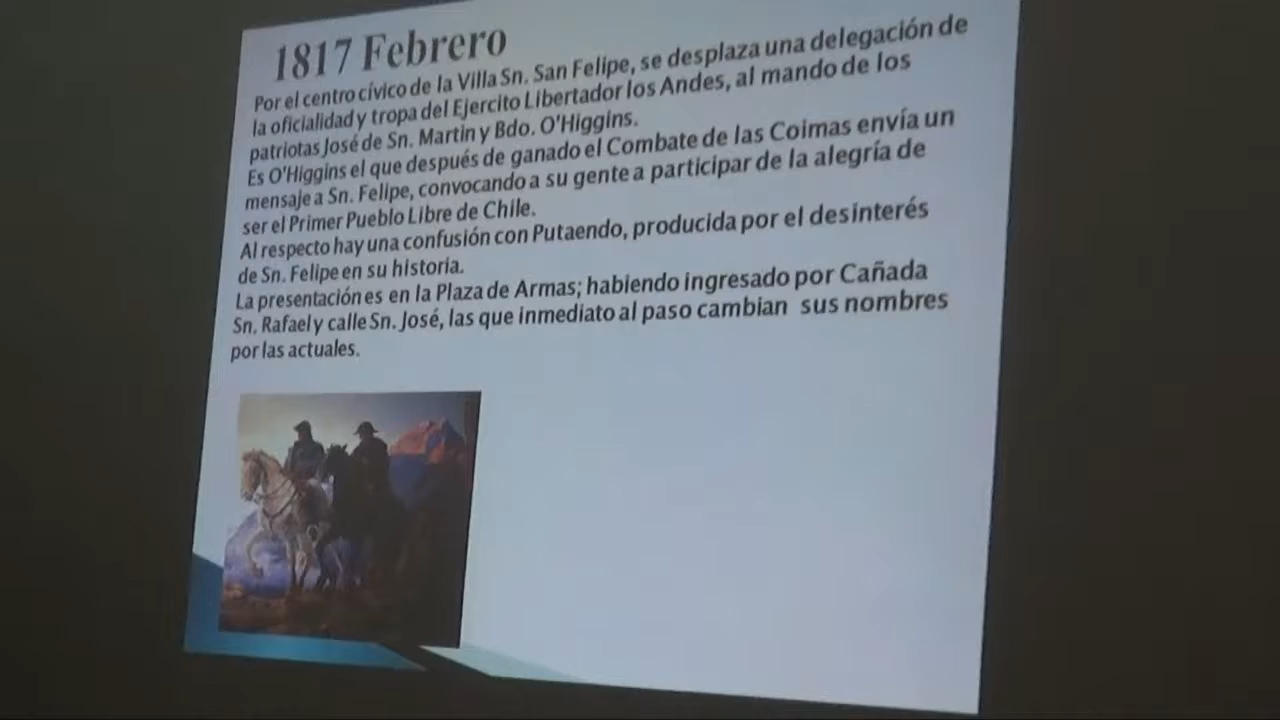 1817 Febrero
Por el centro cívico de la Villa Sn. San Felipe, se desplaza una delegación de
la oficialidad y tropa del Ejercito Libertador los Andes, al mando de los
patriotas José de Sn. Martin y Bdo. O'Higgins.
Es O'Higgins el que después de ganado el Combate de las Coimas envía un
mensaje a Sn. Felipe, convocando a su gente a participar de la alegría de
ser el Primer Pueblo Libre de Chile.
Al respecto hay una confusión con Putaendo, producida por el desinterés
de Sn. Felipe en su historia.
La presentación es en la Plaza de Armas; habiendo ingresado por Cañada
Sn. Rafael y calle Sn. José, las que inmediato al paso cambian sus nombres
por las actuales.